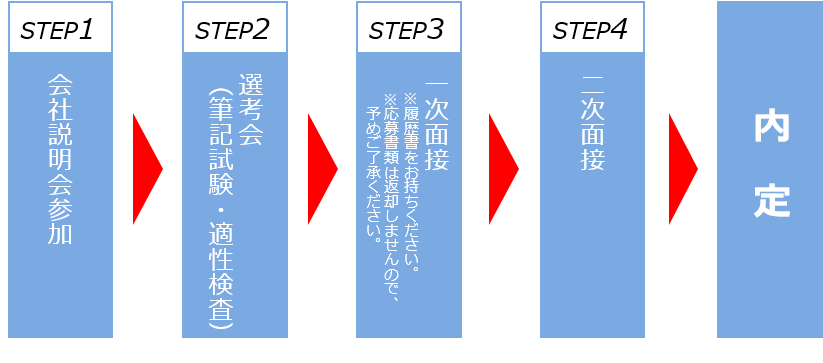 STEP1
会社説明会参加
STEP2
選考会
(筆記試験・適性検査)
STEP3
一次面接
※履歴書をお持ちください。
※応募書類は返却しませんので、
予めご了承ください。
STEP4
二次面接
内定